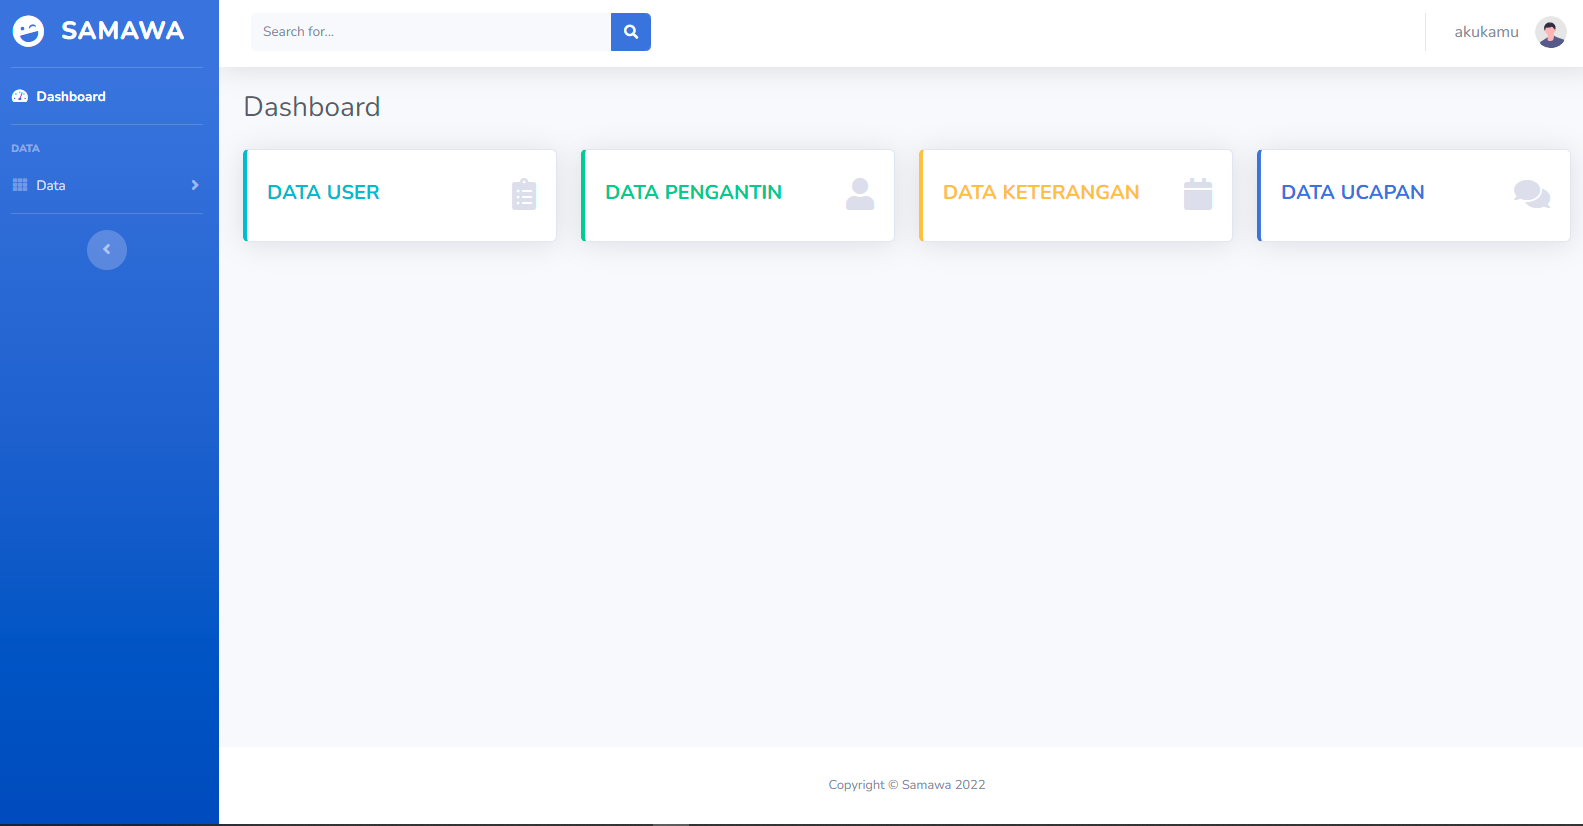 SAMAWA
Search for...
akukamu
Dashboard
DATA
Data
Dashboard
DATA USER
DATA PENGANTIN
DATA KETERANGAN
DATA UCAPAN
Copyright © Samawa 2022